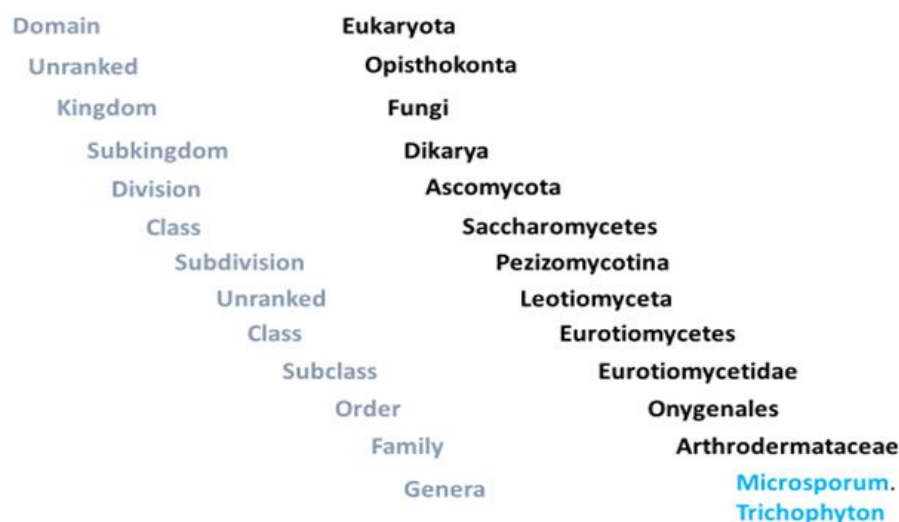 Domain Eukaryota
Unranked Opisthokonta
Kingdom Fungi
Subkingdom Dikarya
Division Ascomycota
Class Saccharomycetes
Subdivision Pezizomycotina
Unranked Leotiomyceta
Class Eurotiomycetes
Subclass Eurotiomycetidae
Order Onygenales
Family Arthrodermataceae
Genera Microsporum.
Trichophyton